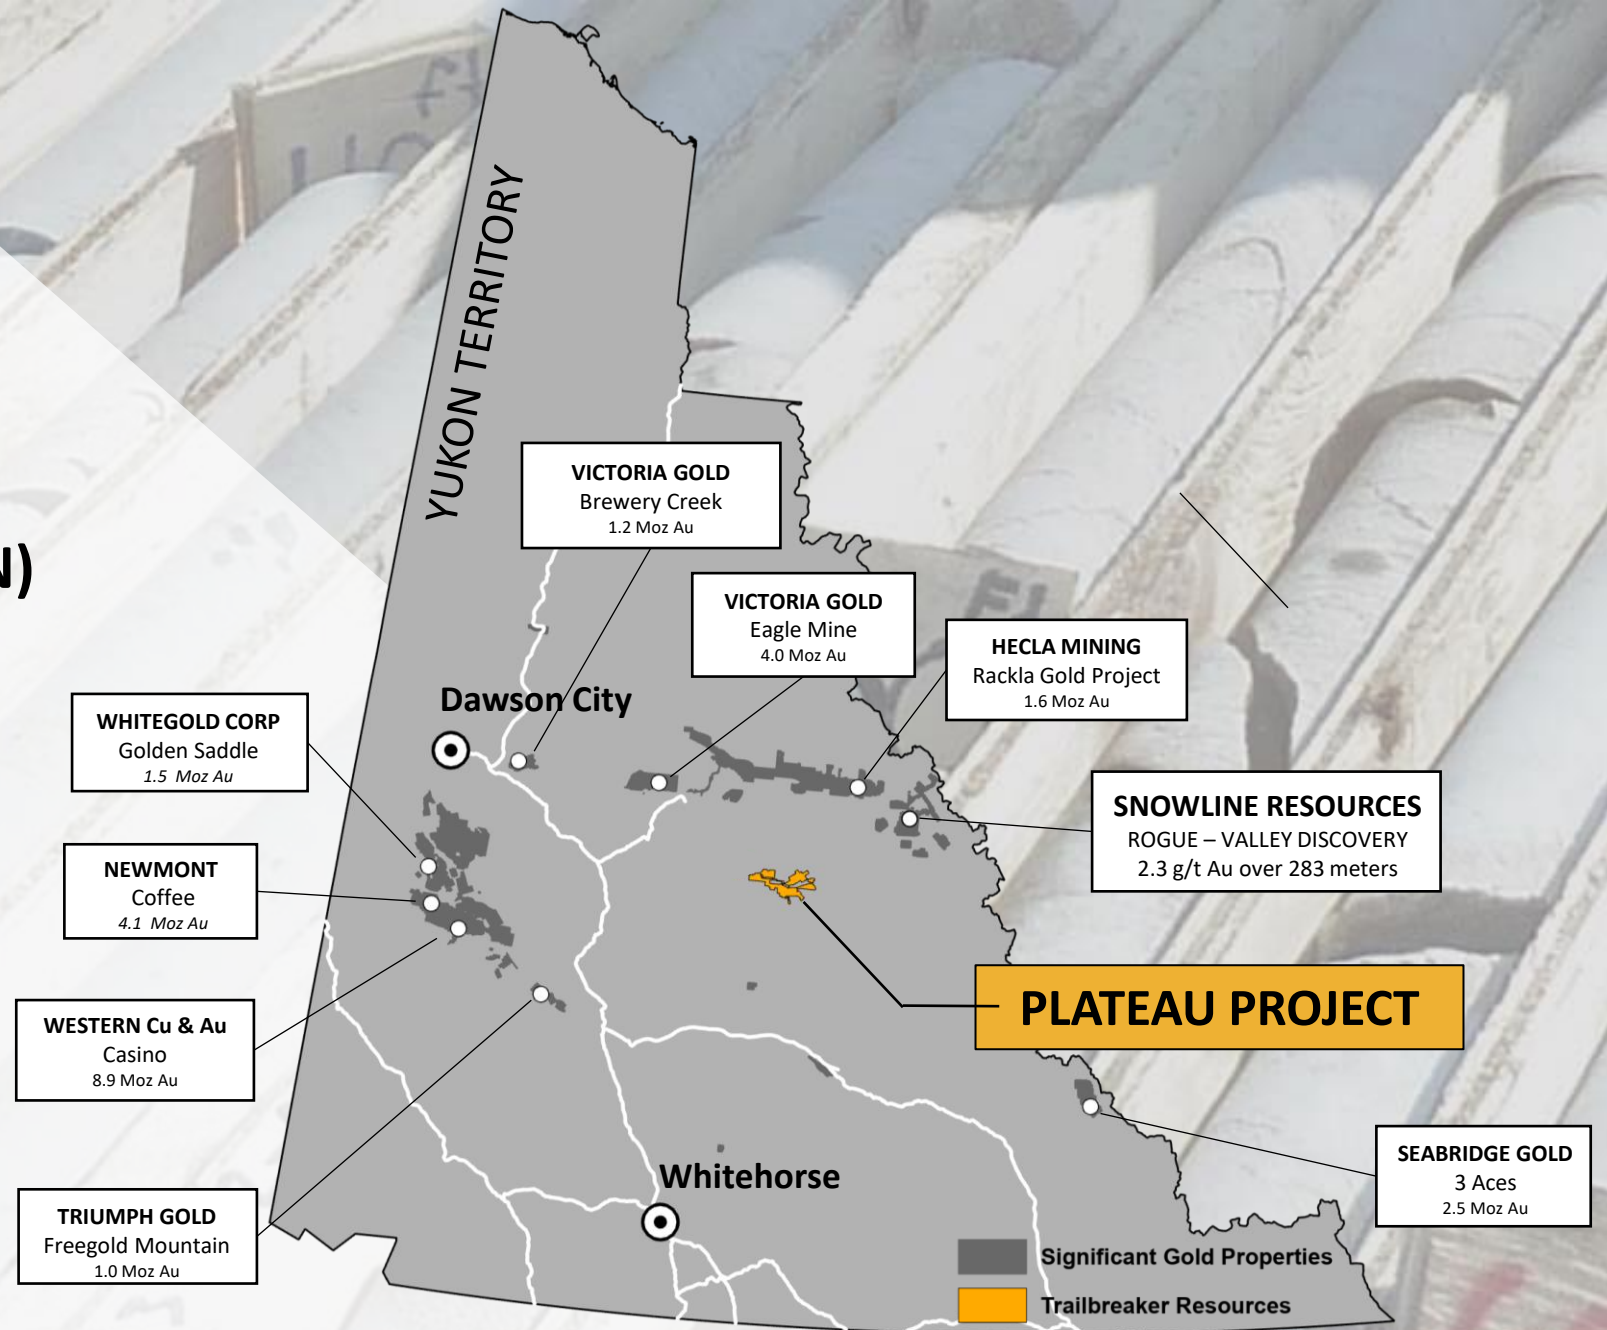 YUKON TERRITORY
VICTORIA GOLD
Brewery Creek
1.2 Moz Au
VICTORIA GOLD
Eagle Mine
4.0 Moz Au
HECLA MINING
Rackla Gold Project
1.6 Moz Au
N)
Dawson City
WHITEGOLD CORP
Golden Saddle
1.5 Moz Au
SNOWLINE RESOURCES
ROGUE – VALLEY DISCOVERY
2.3 g/t Au over 283 meters
NEWMONT
Coffee
4.1 Moz Au
PLATEAU PROJECT
WESTERN Cu & Au
Casino
8.9 Moz Au
SEABRIDGE GOLD
3 Aces
2.5 Moz Au
Whitehorse
TRIUMPH GOLD
Freegold Mountain
1.0 Moz Au
Significant Gold Properties
Trailbreaker Resources